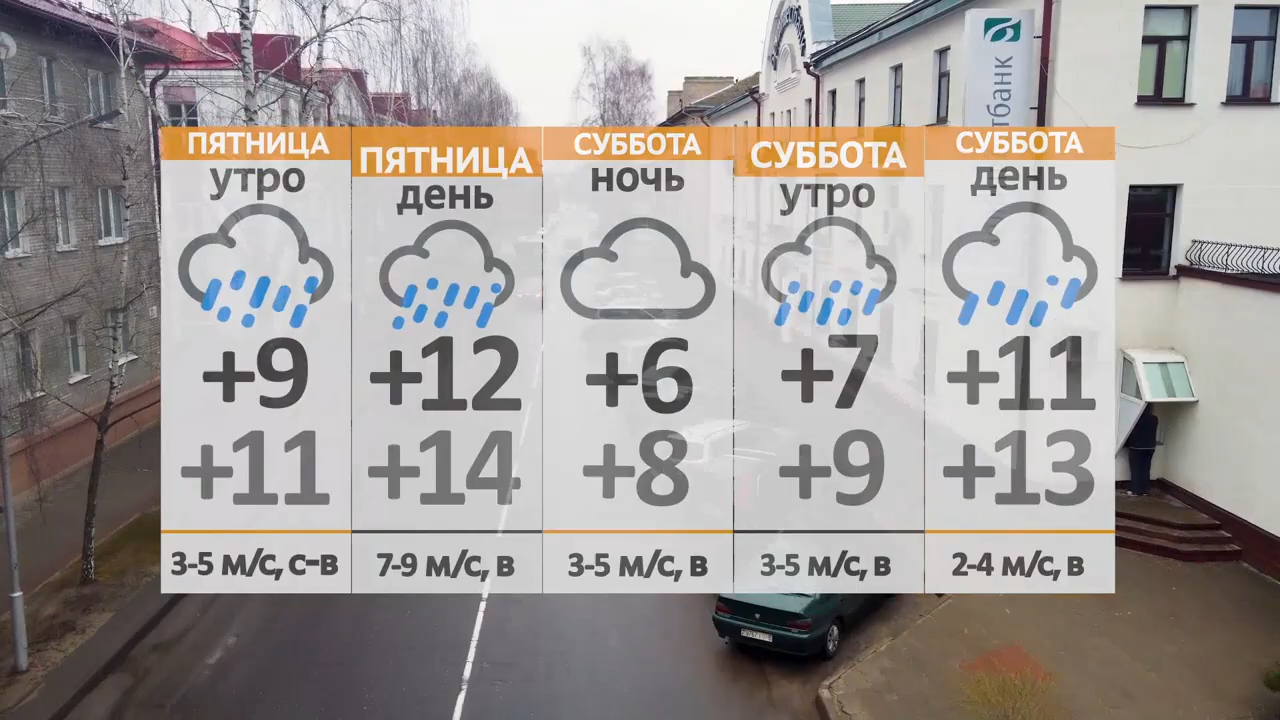 ПЯТНИЦА
утро
+9
+11
3-5 м/с, с-в
ПЯТНИЦА
день
+12
+14
7-9 м/с, в
СУББОТА
ночь
+6
+8
3-5 м/с, в
СУББОТА
утро
+7
+9
3-5 м/с, в
СУББОТА
день
+11
+13
2-4 м/с, в
тбанк